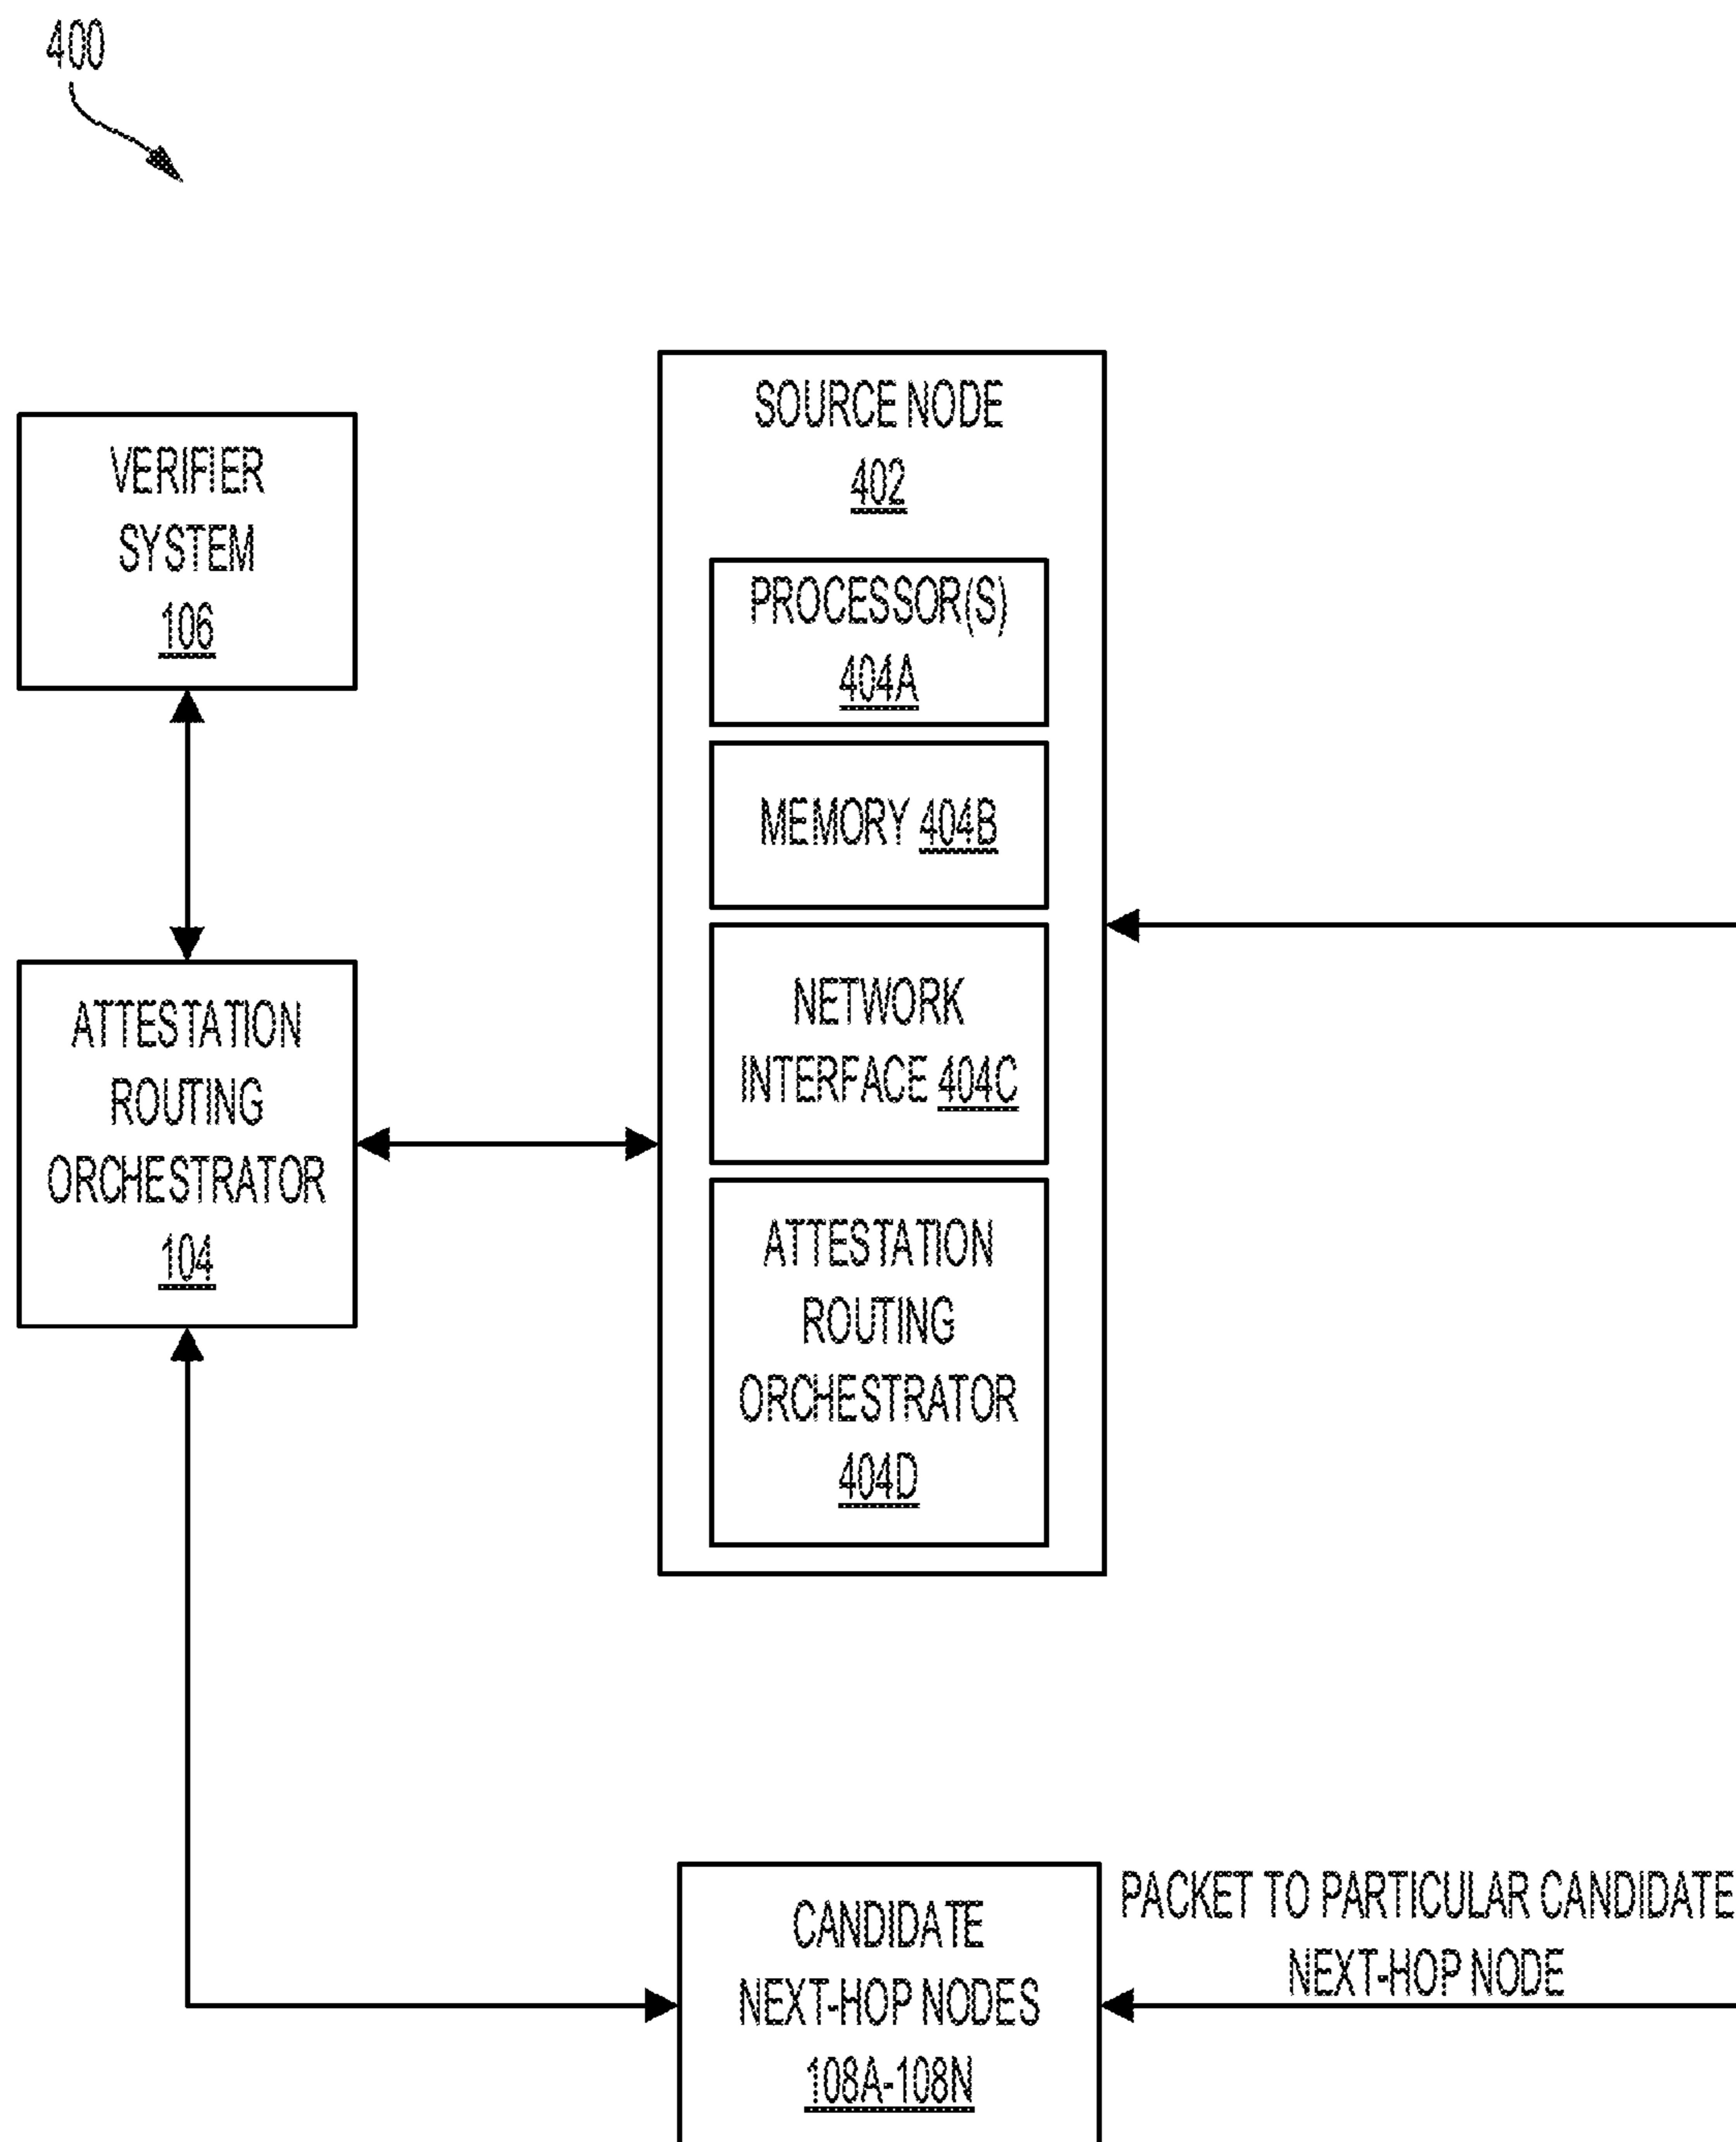 400
VERIFIER
SYSTEM
106
ATTESTATION
ROUTING
ORCHESTRATOR
104
SOURCE NODE
402
PROCESSOR(S)
404A
MEMORY 404B
NETWORK
INTERFACE 404C
ATTESTATION
ROUTING
ORCHESTRATOR
404D
CANDIDATE
NEXT-HOP NODES
108A-108N
PACKET TO PARTICULAR CANDIDATE
NEXT-HOP NODE